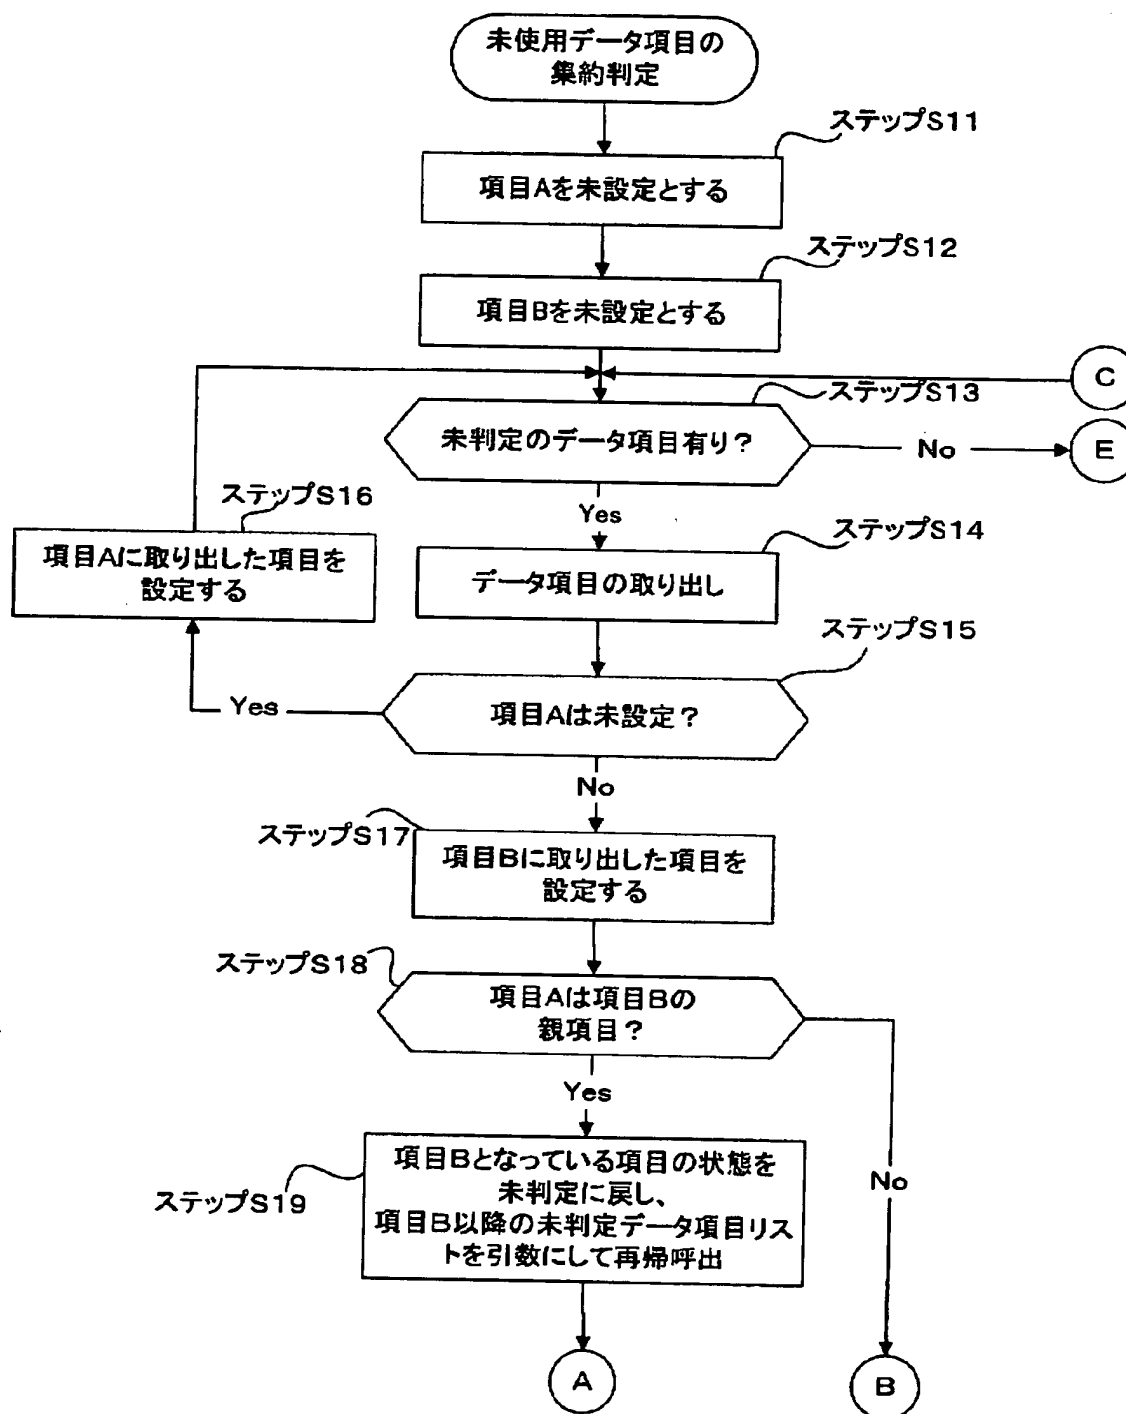 未使用データ項目の
集約判定
ステップS11
項目Aを未設定とする
ステップS12
項目Bを未設定とする
C
ステップS13
未判定のデータ項目有り？
No
E
Yes
ステップS16
項目Aに取り出した項目を
設定する
ステップS14
データ項目の取り出し
ステップS15
項目Aは未設定？
Yes
No
ステップS17
項目Bに取り出した項目を
設定する
ステップS18
項目Aは項目Bの
親項目？
Yes
No
ステップS19
項目Bとなっている項目の状態を
未判定に戻し、
項目B以降の未判定データ項目リス
トを引数にして再帰呼出
A
B